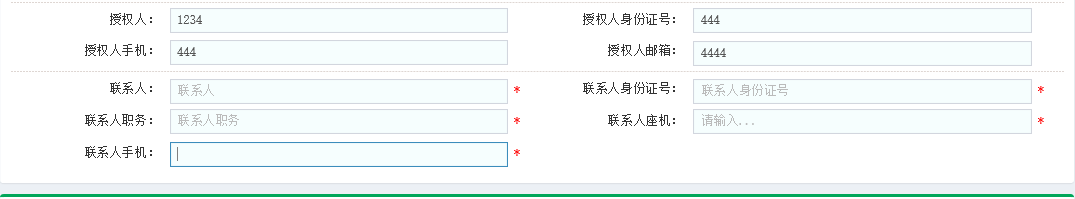 授权人： 1234 授权人身份证号： 444
授权人手机： 444 授权人邮箱： 4444
联系人： 联系人 * 联系人身份证号： 联系人身份证号 *
联系人职务： 联系人职务 * 联系人座机： 请输入... *
联系人手机： *